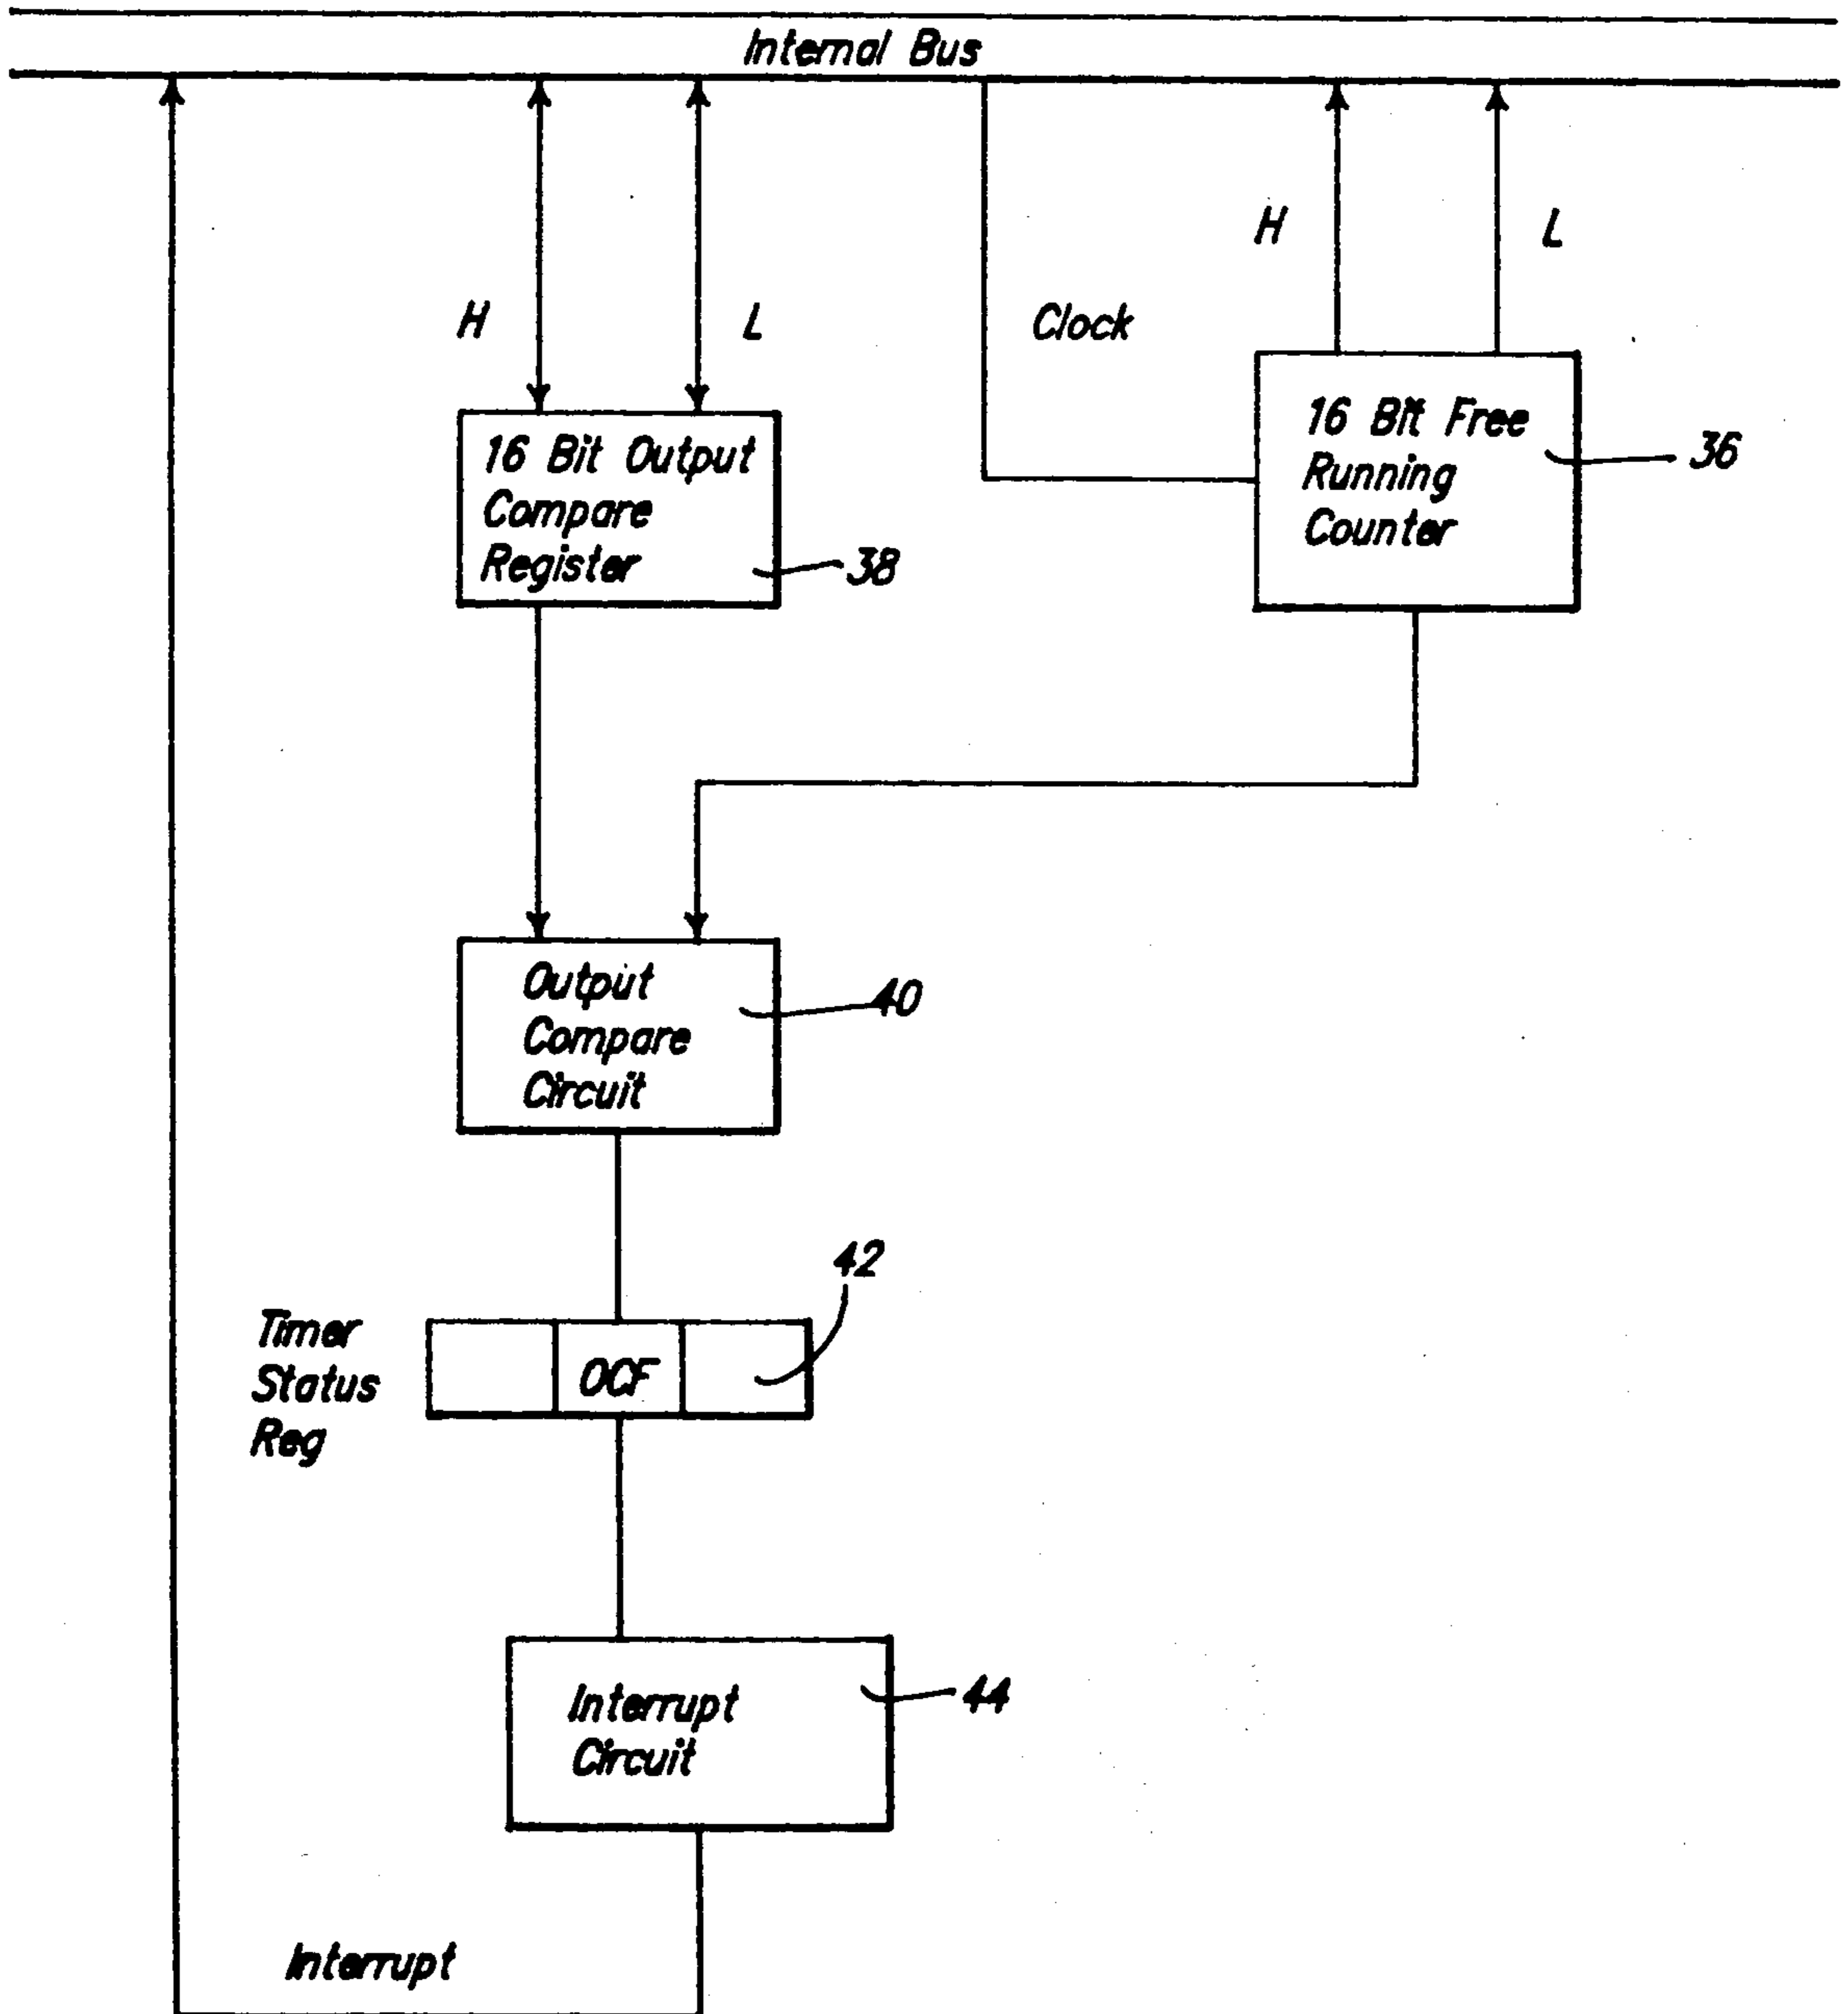 Internal Bus
H
L
Clock
H
L
16 Bit Output
Compare
Register
38
16 Bit Free
Running
Counter
36
Output
Compare
Circuit
40
42
Timer
Status
Reg
OCF
Interrupt
Circuit
44
Interrupt